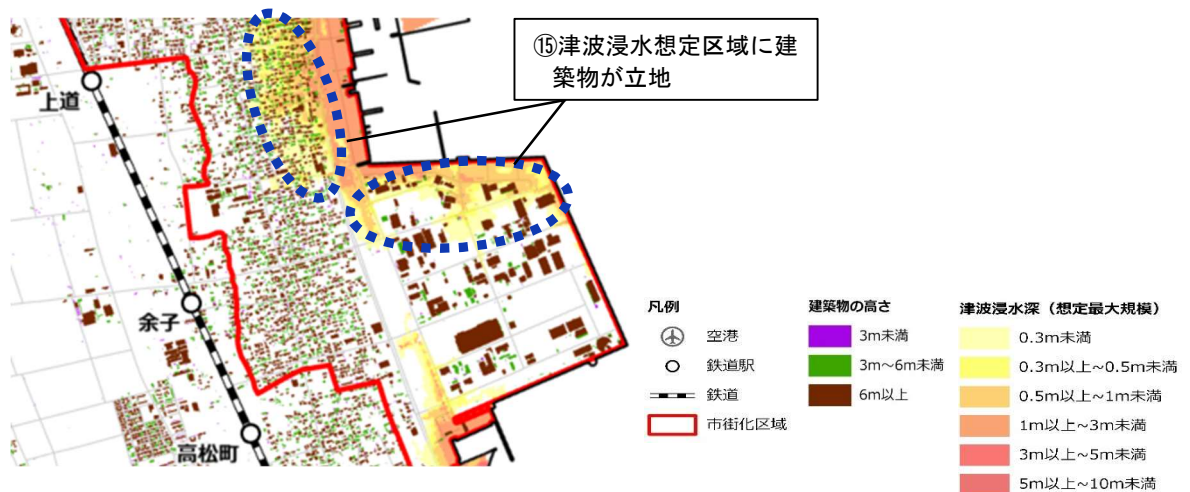 ⑮津波浸水想定区域に建
築物が立地
上道
余子
高松町
凡例
空港
鉄道駅
鉄道
市街化区域
建築物の高さ
3m未満
3m～6m未満
6m以上
津波浸水深（想定最大規模）
0.3m未満
0.3m以上～0.5m未満
0.5m以上～1m未満
1m以上～3m未満
3m以上～5m未満
5m以上～10m未満